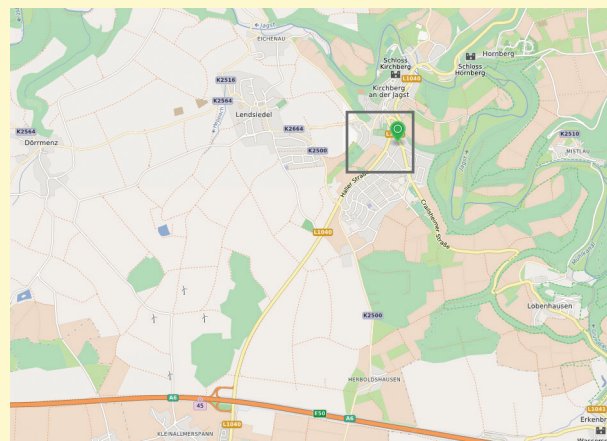 Jagst
EICHENAU
Hornberg
Schloss
Kirchberg
Schloss
Hornberg
L1040
K2516
Kirchberg
an der Jagst
K2564
Lendsiedel
K2564
K2664
K2510
Dörrmenz
K2500
MISTLAU
Jagst
Haller Straße
Crailsheimer
Straße
L1040
Lobenhausen
K2500
HERBOLDSHAUSEN
A6
45
E50
A6
L1040
KLEINALLMERSPANN
L1041
Erkenbr